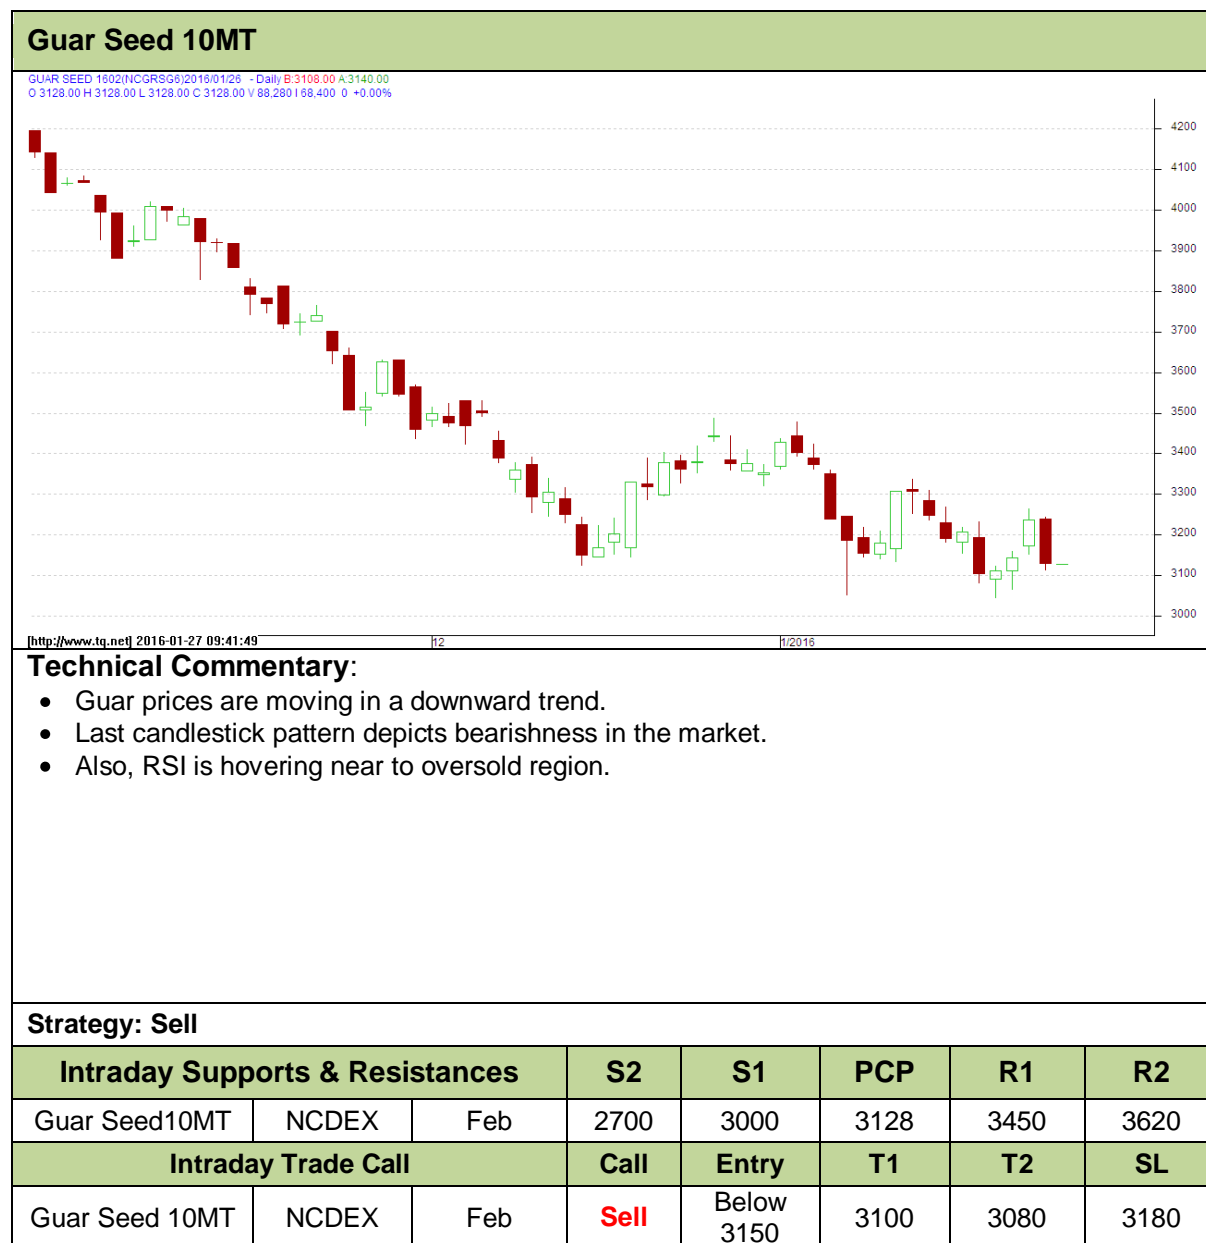 Guar Seed 10MT
GUAR SEED 1602(NCGRSG6)2016/01/26 - Daily B:3108.00 A:3140.00
O 3128.00 H 3128.00 L 3128.00 C 3128.00 V 88,280 I 68,400 0 +0.00%
4200
4100
4000
3900
3800
3700
3600
3500
3400
3300
3200
3100
3000
[http://www.tq.net] 2016-01-27 09:41:49 12 1/2016
Technical Commentary:
• Guar prices are moving in a downward trend.
• Last candlestick pattern depicts bearishness in the market.
• Also, RSI is hovering near to oversold region.
Strategy: Sell
Intraday Supports & Resistances S2 S1 PCP R1 R2
Guar Seed10MT NCDEX Feb 2700 3000 3128 3450 3620
Intraday Trade Call Call Entry T1 T2 SL
Guar Seed 10MT NCDEX Feb Sell Below 3150 3100 3080 3180